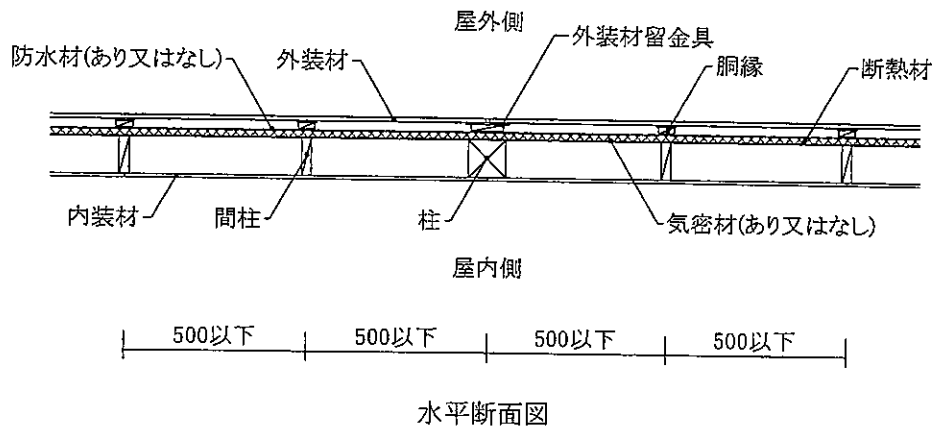 屋外側
防水材(あり又はなし)
外装材
外装材留金具
胴縁
断熱材
内装材
間柱
柱
気密材(あり又はなし)
屋内側
500以下
500以下
500以下
500以下
水平断面図